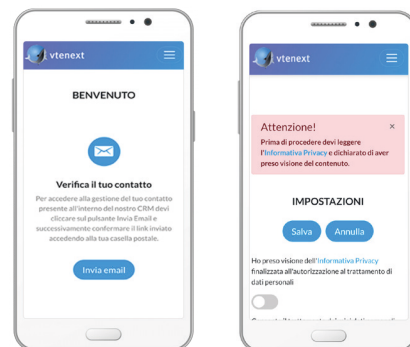 vtenext
BENVENUTO
Verifica il tuo contatto
Per accedere alla gestione del tuo contatto
presente all'interno del nostro CRM devi
cliccare sul pulsante Invia Email e
successivamente confermare il link inviato
accedendo alla tua casella postale.
Invia email
vtenext
Attenzione!
×
Prima di procedere devi leggere
l'Informativa Privacy e dichiarato di aver
preso visione del contenuto.
IMPOSTAZIONI
Salva Annulla
Ho preso visione dell'Informativa Privacy
finalizzata all'autorizzazione al trattamento di
dati personali